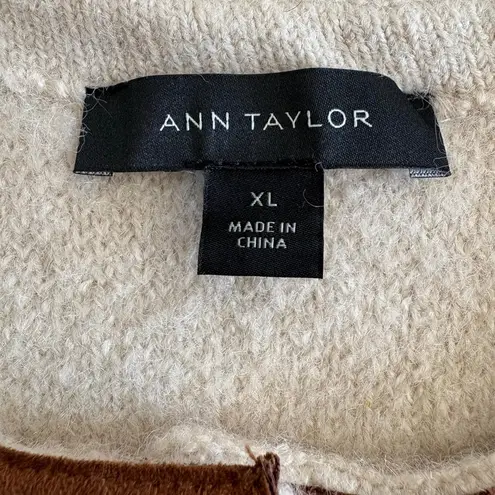 ANN TAYLOR
XL
MADE IN
CHINA